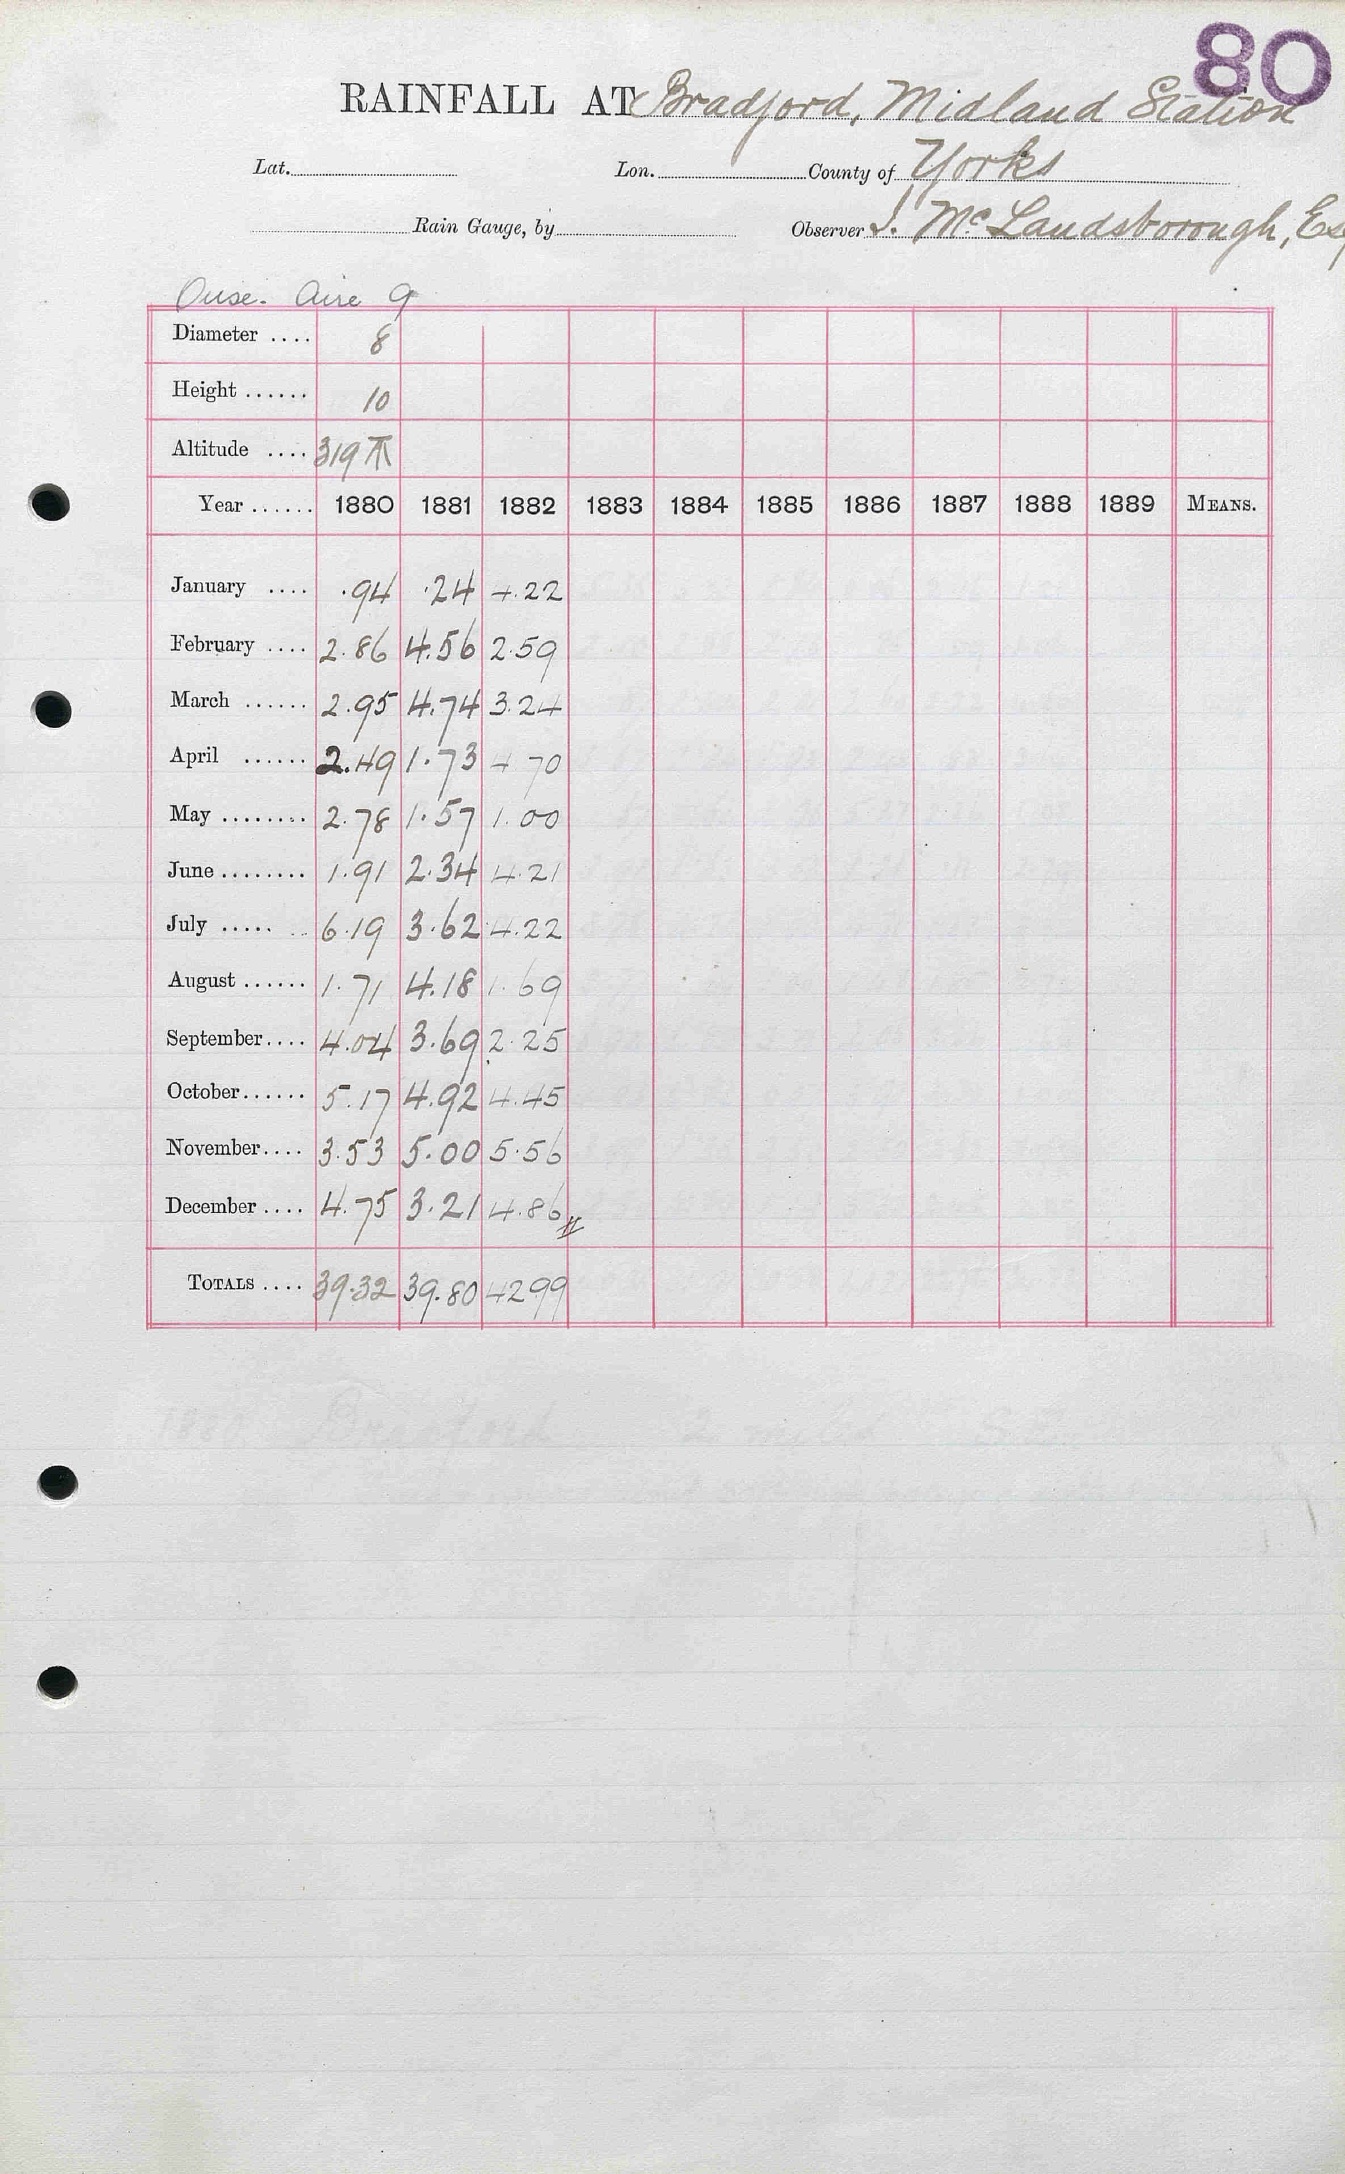 80
RAINFALL AT Bradford, Midland Station
Lat. Lon. County of Yorks
Rain Gauge, by Observer J. McLandsborough, Esq
Ouse. Aire 9
Diameter .... 8
Height ...... 10
Altitude .... 319
Year ...... 1880 1881 1882 1883 1884 1885 1886 1887 1888 1889 MEANS.
January .... .94 .24 4.22
February .... 2.86 4.56 2.59
March ...... 2.95 4.74 3.24
April ...... 2.49 1.73 4 70
May ........ 2.78 1.57 1.00
June ........ 1.91 2.34 4.21
July ..... .. 6.19 3.62 4.22
August ...... 1.71 4.18 1.69
September.... 4.04 3.69 2.25
October...... 5.17 4.92 4.45
November.... 3.53 5.00 5.56
December .... 4.75 3.21 4.86
TOTALS .... 39.32 39.80 4299